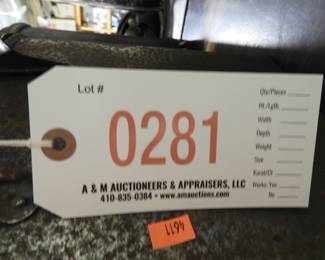 Lot #
0281
Qty/Pieces
Ht./Lgth
Width
Depth
Weight
Size
Karat/Ct
Works: Yes
No
A & M AUCTIONEERS & APPRAISERS, LLC
410-835-0384 • www.amauctions.com